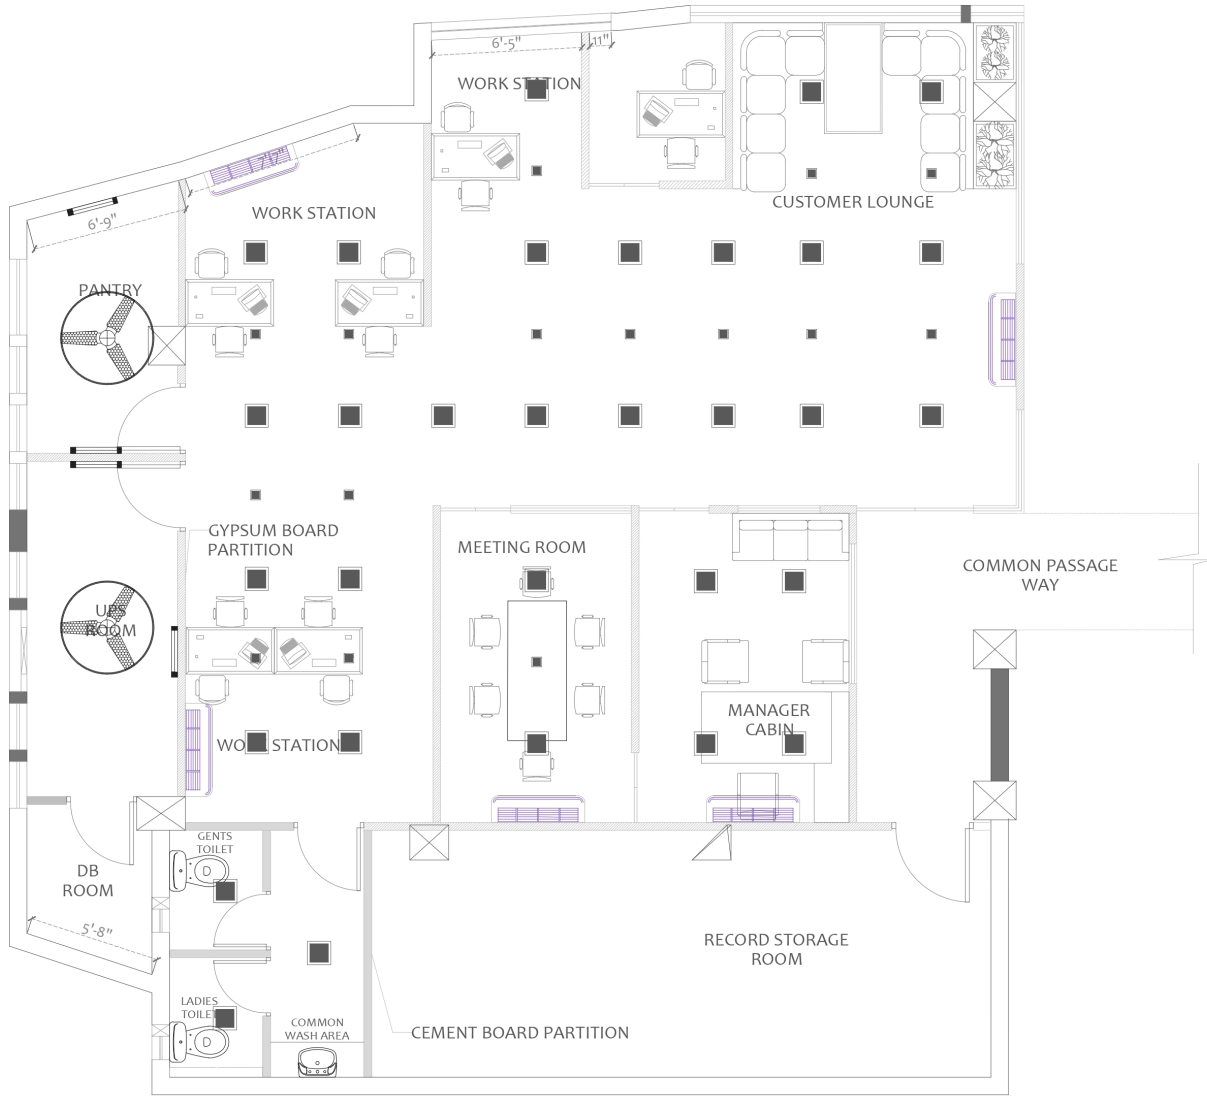 6'-5"
11"
WORK STATION
7'7"
CUSTOMER LOUNGE
WORK STATION
6'-9"
PANTRY
GYPSUM BOARD
PARTITION
MEETING ROOM
COMMON PASSAGE
WAY
UPS
ROOM
MANAGER
CABIN
WORK STATION
GENTS
TOILET
D
DB
ROOM
5'-8"
RECORD STORAGE
ROOM
LADIES
TOILET
D
COMMON
WASH AREA
CEMENT BOARD PARTITION